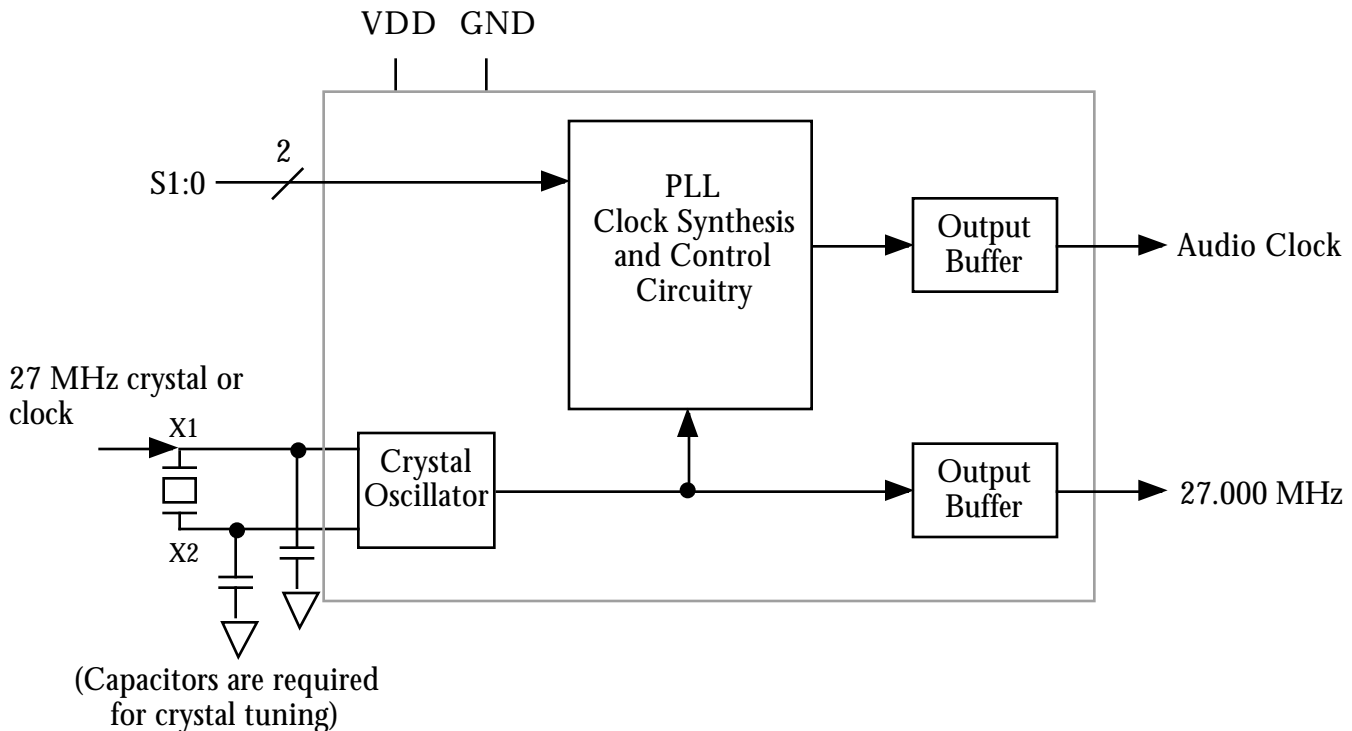 VDD GND
2
S1:0
PLL
Clock Synthesis
and Control
Circuitry
Output
Buffer
Audio Clock
27 MHz crystal or
clock
X1
Crystal
Oscillator
Output
Buffer
27.000 MHz
X2
(Capacitors are required
for crystal tuning)